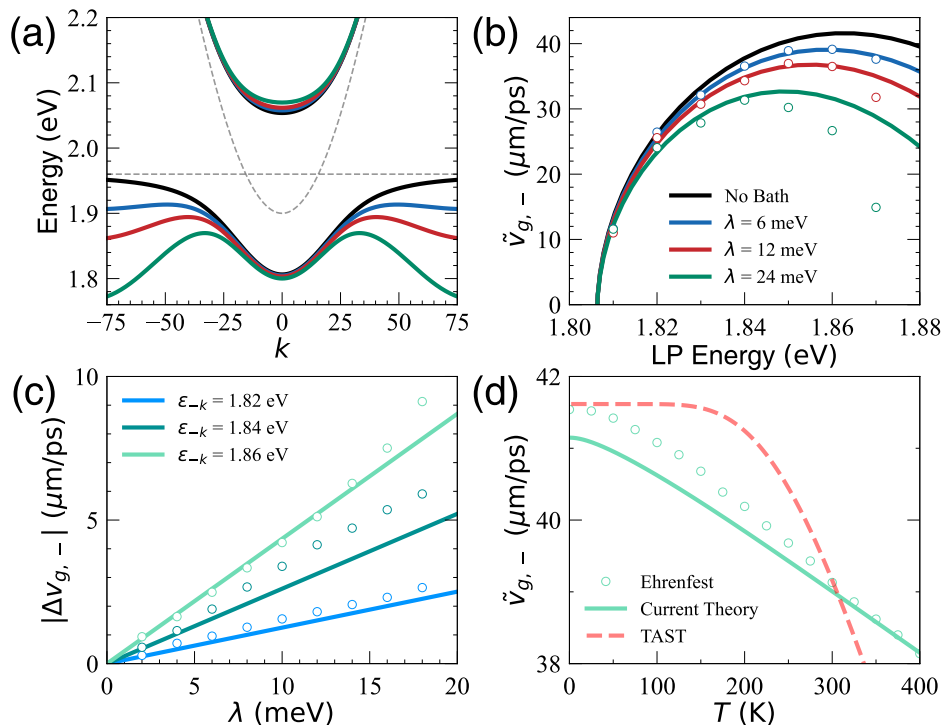 (a)
2.2
2.1
2.0
1.9
1.8
Energy (eV)
−75
−50
−25
0
25
50
75
k
(b)
40
30
20
10
0
ṽg, − (μm/ps)
No Bath
λ = 6 meV
λ = 12 meV
λ = 24 meV
1.80
1.82
1.84
1.86
1.88
LP Energy (eV)
(c)
10
5
0
|Δvg, −| (μm/ps)
ε−k = 1.82 eV
ε−k = 1.84 eV
ε−k = 1.86 eV
0
5
10
15
20
λ (meV)
(d)
42
40
38
ṽg, − (μm/ps)
Ehrenfest
Current Theory
TAST
0
100
200
300
400
T (K)